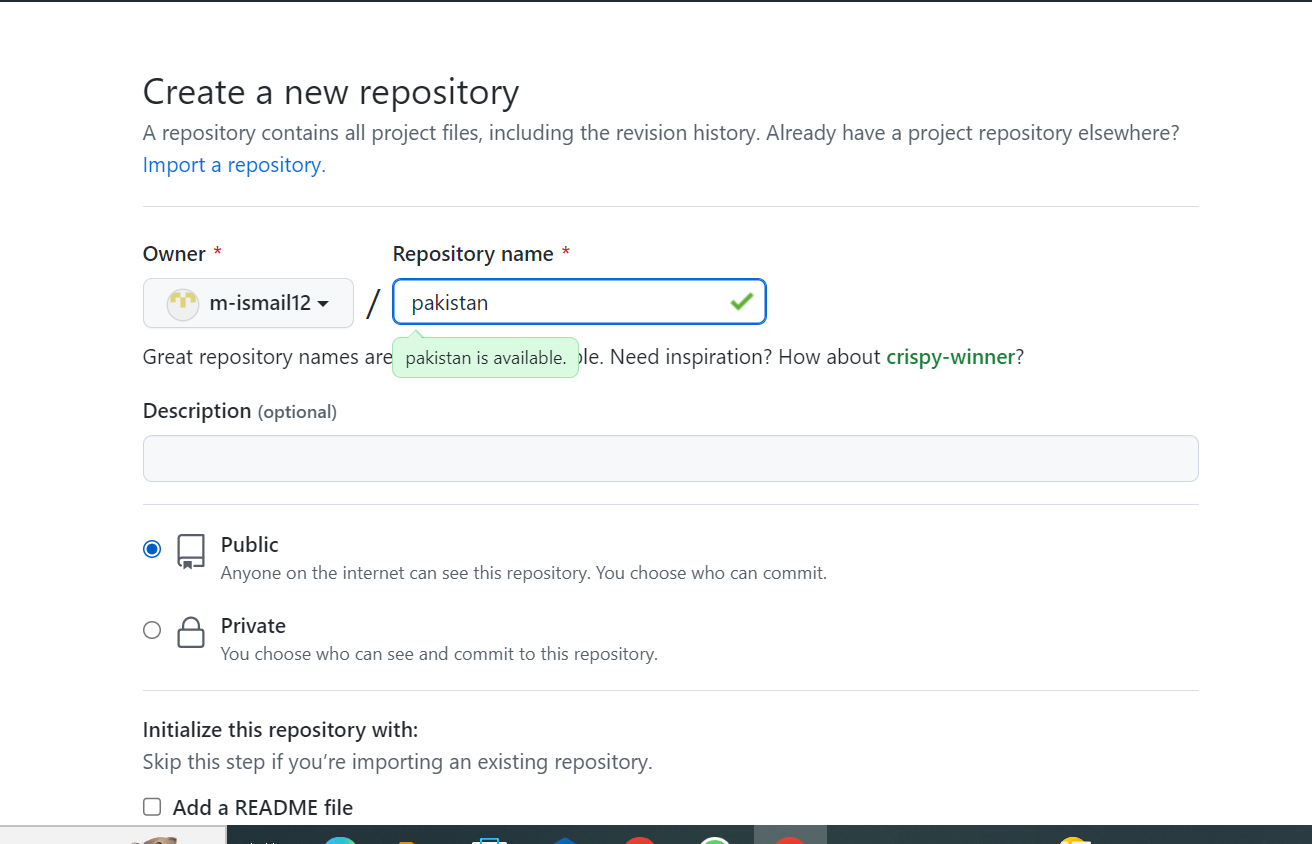 Create a new repository
A repository contains all project files, including the revision history. Already have a project repository elsewhere?
Import a repository.
Owner *
Repository name *
m-ismail12
/
pakistan
Great repository names are ble. Need inspiration? How about crispy-winner?
pakistan is available.
Description (optional)
Public
Anyone on the internet can see this repository. You choose who can commit.
Private
You choose who can see and commit to this repository.
Initialize this repository with:
Skip this step if you’re importing an existing repository.
Add a README file